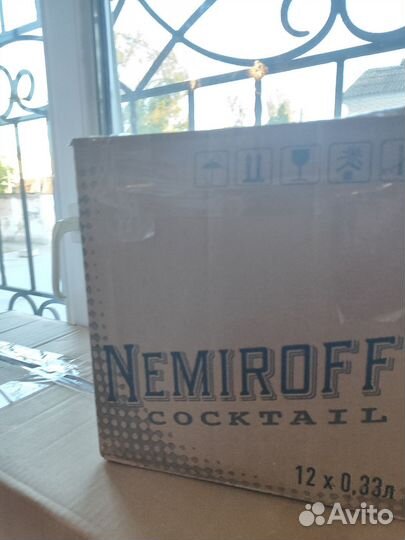 NEMIROFF
COCKTAIL
12 x 0,33л
Avito